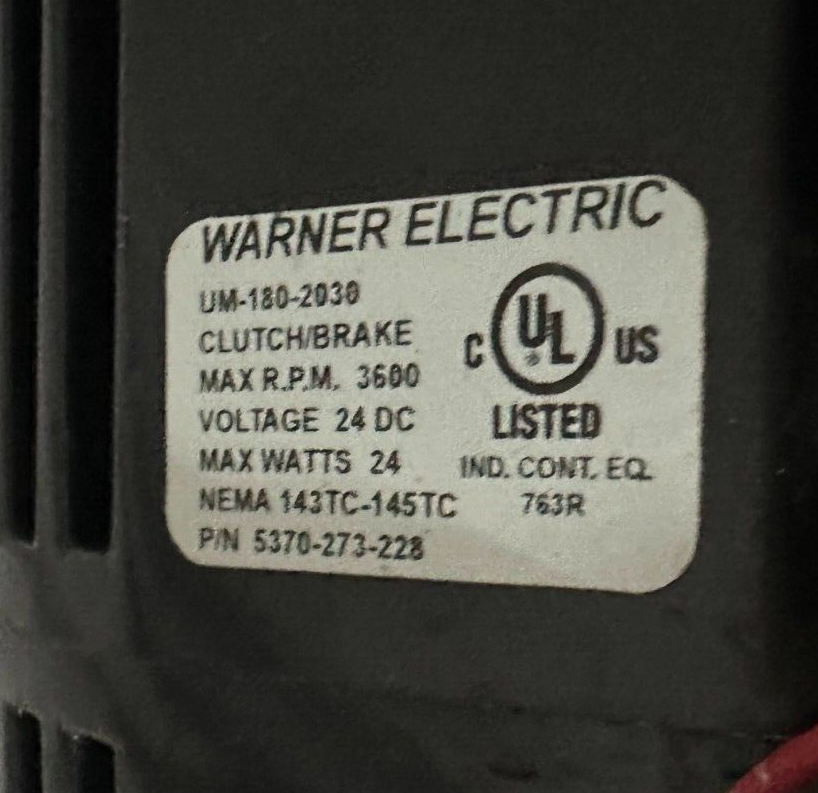 WARNER ELECTRIC
UM-180-2030
CLUTCH/BRAKE
MAX R.P.M. 3600
VOLTAGE 24 DC
MAX WATTS 24
NEMA 143TC-145TC
P/N 5370-273-228
C UL US
LISTED
IND. CONT. EQ.
763R